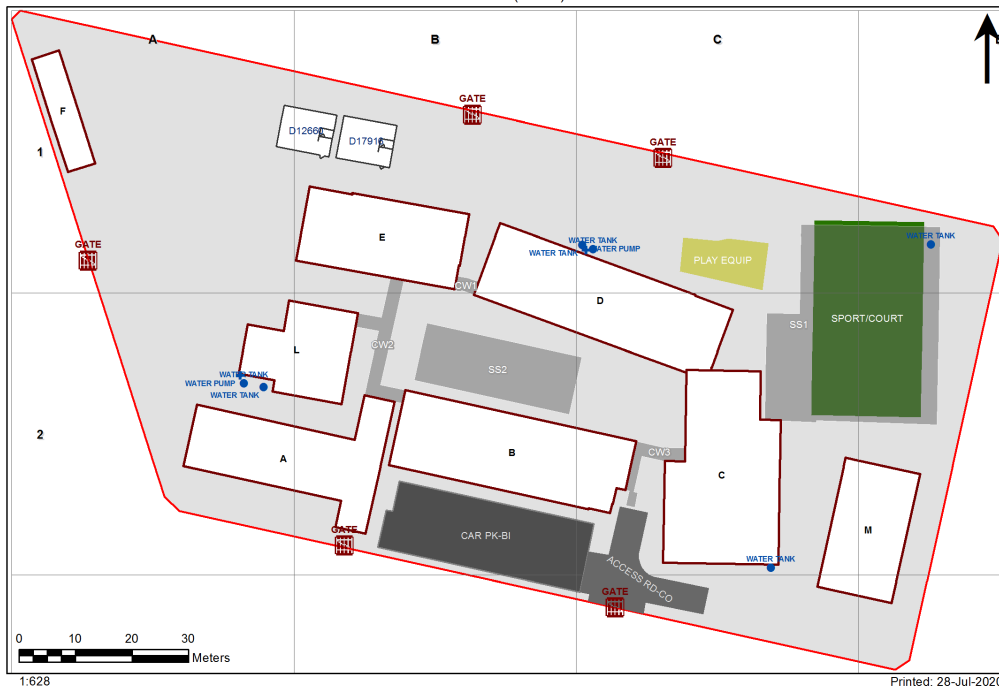 A
B
C
GATE
F
D12660
D17916
GATE
1
E
GATE
WATER TANK
WATER TANK
WATER TANK
WATER PUMP
PLAY EQUIP
CW1
D
SPORT/COURT
SS1
CW2
L
SS2
WATER TANK
WATER PUMP
WATER TANK
2
A
B
CW3
C
GATE
CAR PK-BI
M
WATER TANK
ACCESS RD-CO
GATE
0 10 20 30
Meters
1:628
Printed: 28-Jul-2020